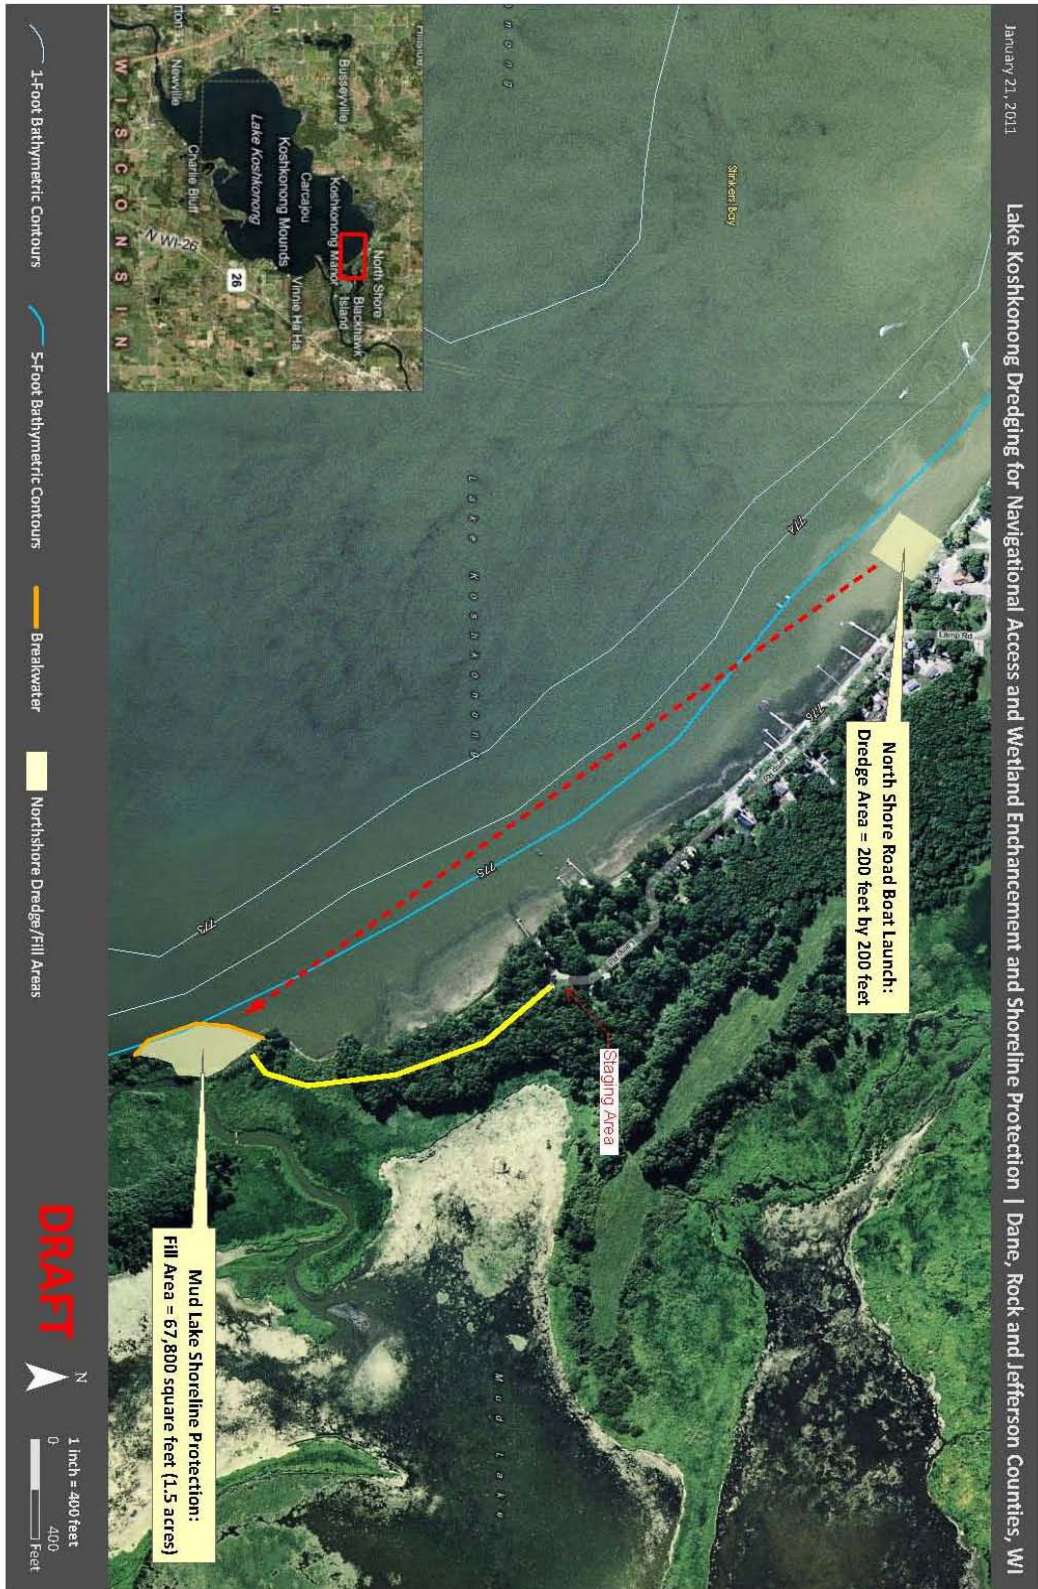 January 21, 2011
Lake Koshkonong Dredging for Navigational Access and Wetland Enchancement and Shoreline Protection | Dane, Rock and Jefferson Counties, WI
Stinkers Bay
774
Lamp Rd
North Shore Road Boat Launch:
Dredge Area = 200 feet by 200 feet
776
Lake Koshkonong
775
775
Staging Area
Mud Lake
Mud Lake Shoreline Protection:
Fill Area = 67,800 square feet (1.5 acres)
Busseyville
North Shore
Koshkonong Manor
Blackhawk
Island
Carcajou
Koshkonong Mounds
Lake Koshkonong
Vinnie Ha Ha
26
N WI-26
Charlie Bluff
Newville
WISCONSIN
1-Foot Bathymetric Contours
5-Foot Bathymetric Contours
Breakwater
Northshore Dredge/Fill Areas
DRAFT
N
1 inch = 400 feet
0 400
Feet